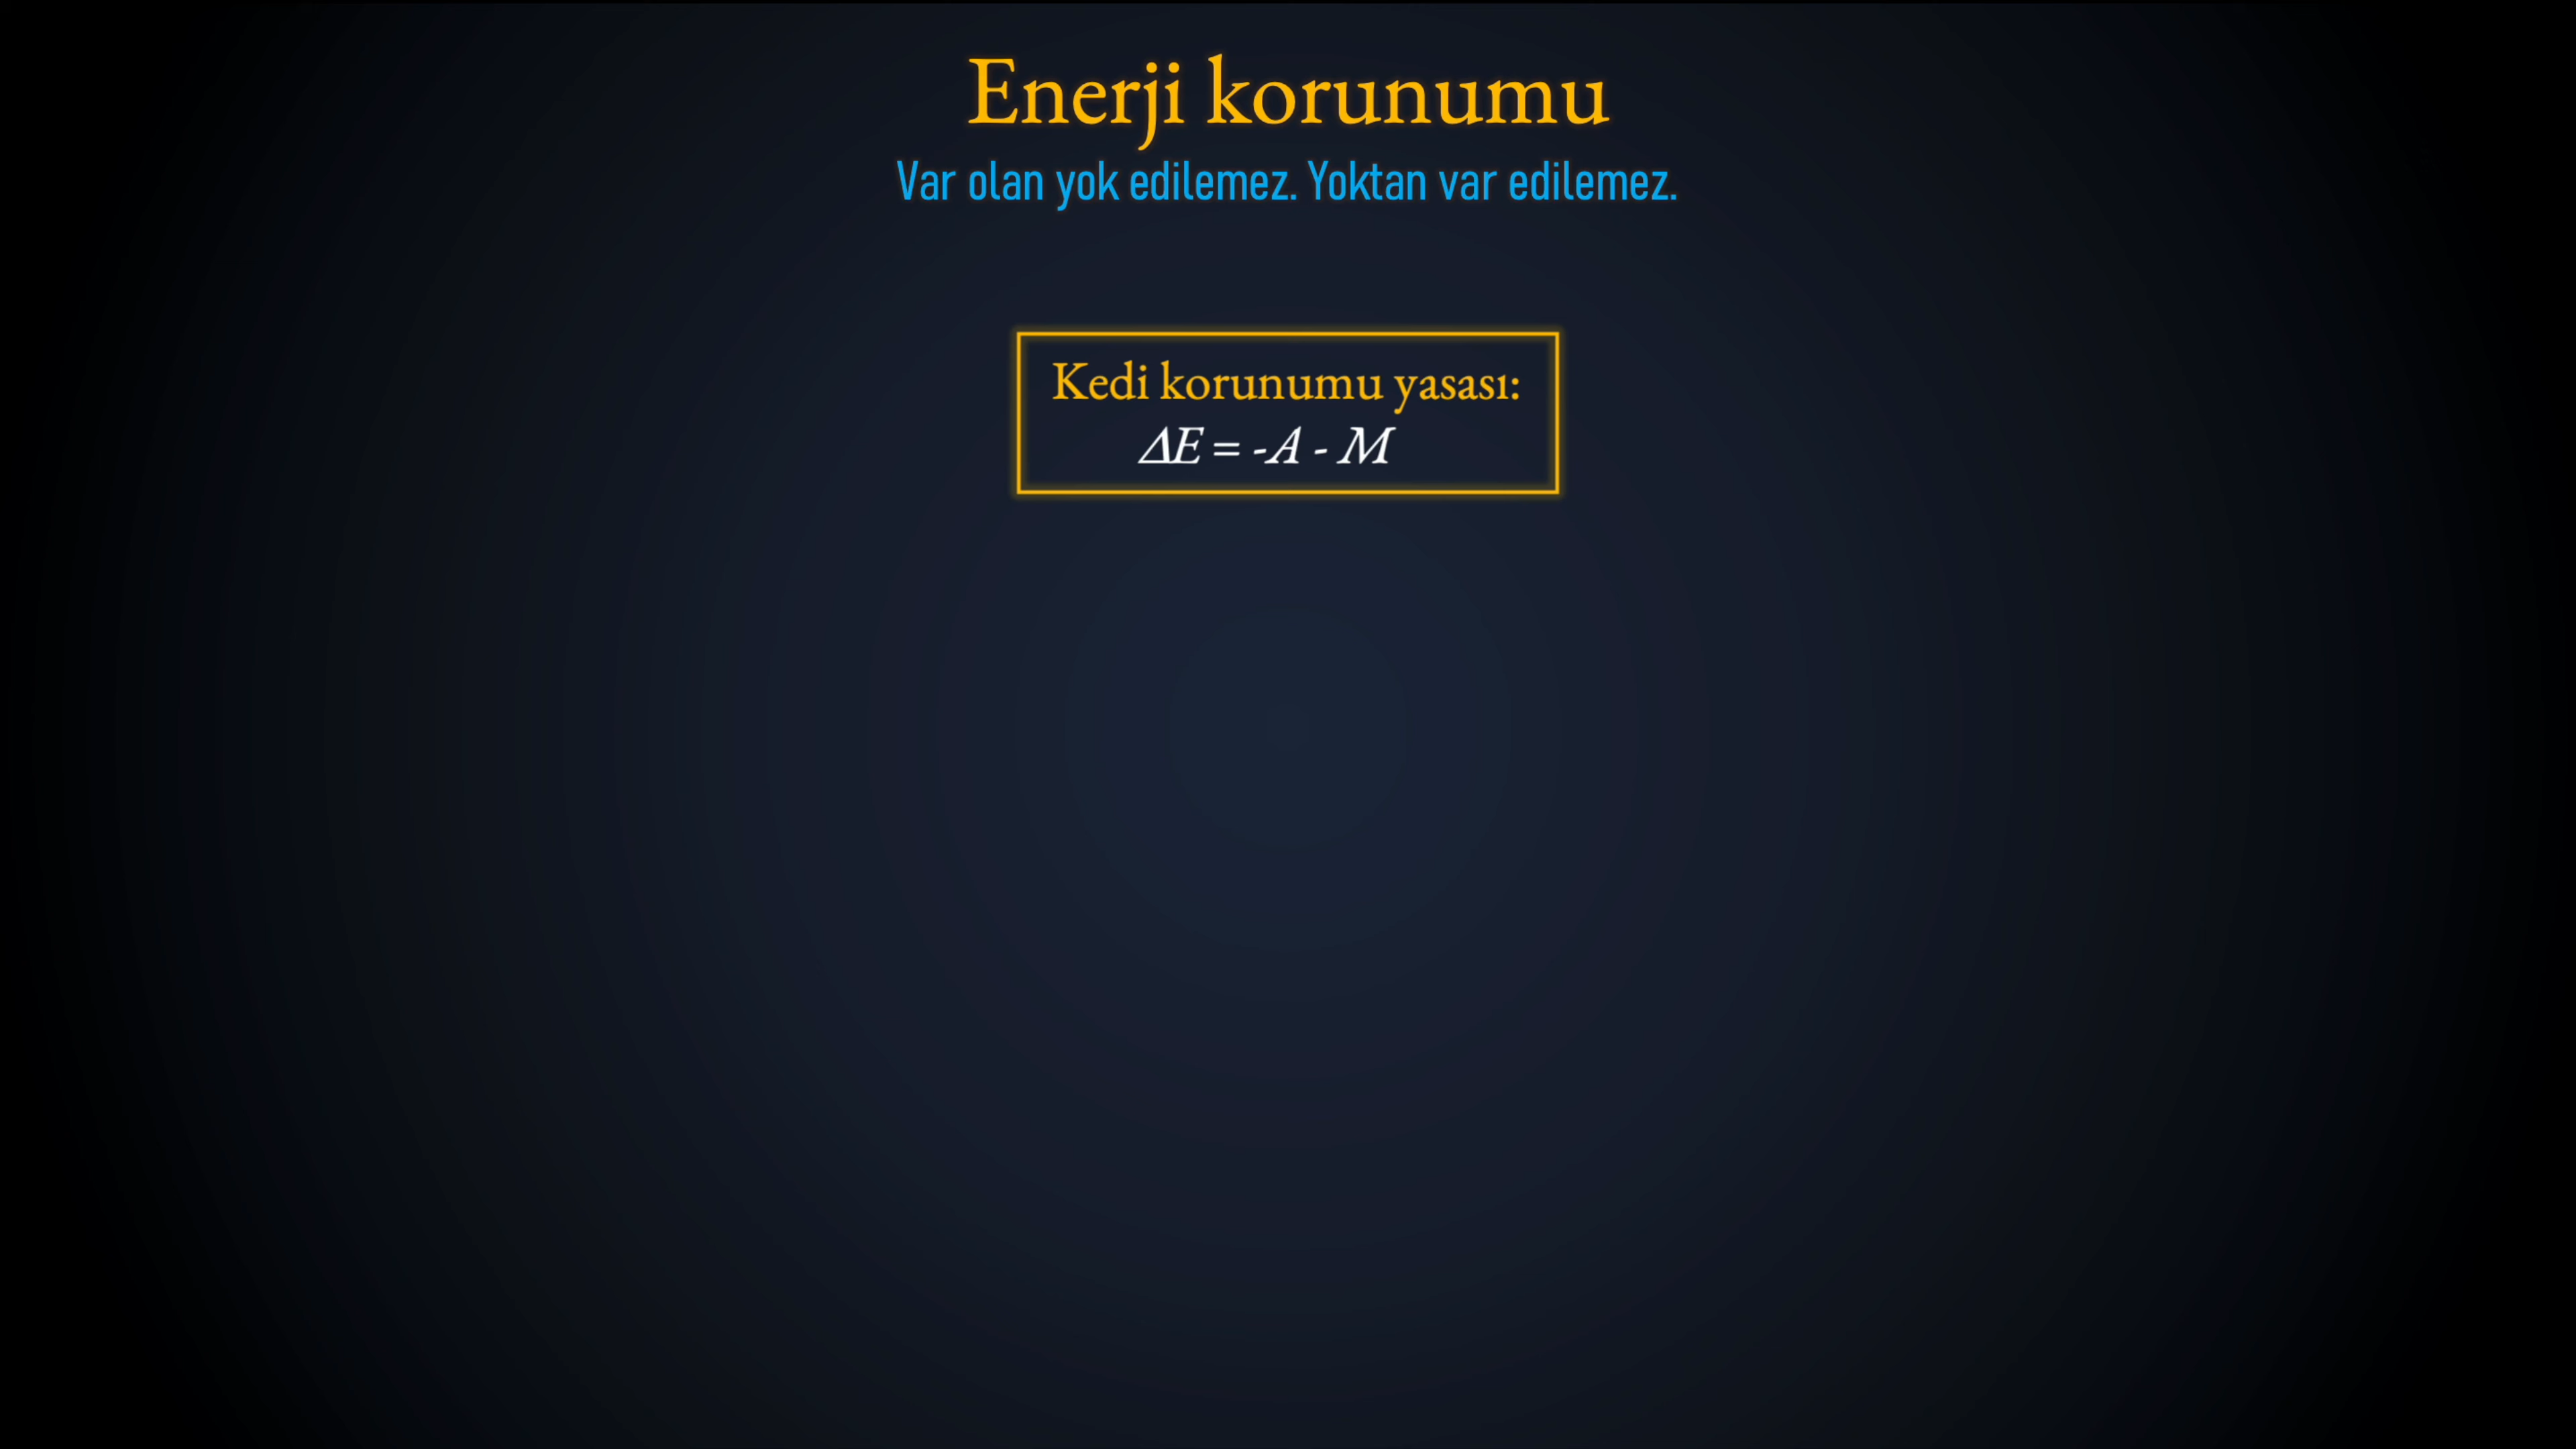 Enerji korunumu
Var olan yok edilemez. Yoktan var edilemez.
Kedi korunumu yasası:
ΔE = -A - M